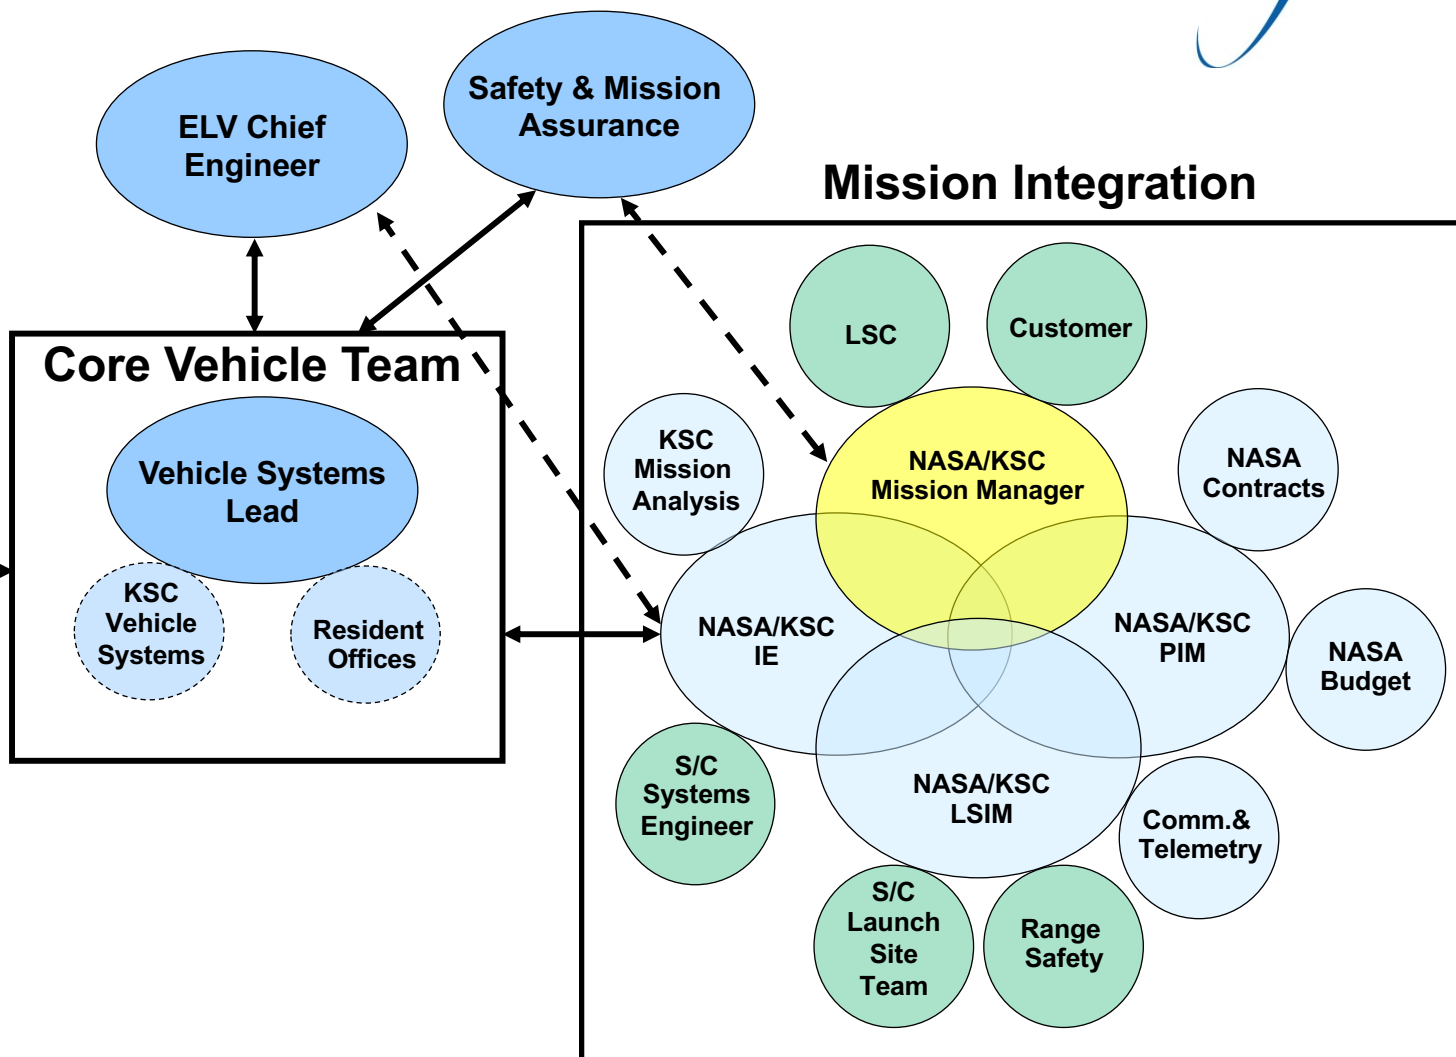 ELV Chief
Engineer
Safety & Mission
Assurance
Mission Integration
Core Vehicle Team
Vehicle Systems
Lead
KSC
Vehicle
Systems
Resident
Offices
LSC
Customer
KSC
Mission
Analysis
NASA/KSC
Mission Manager
NASA
Contracts
NASA/KSC
IE
NASA/KSC
PIM
NASA
Budget
S/C
Systems
Engineer
NASA/KSC
LSIM
Comm.&
Telemetry
S/C
Launch
Site
Team
Range
Safety